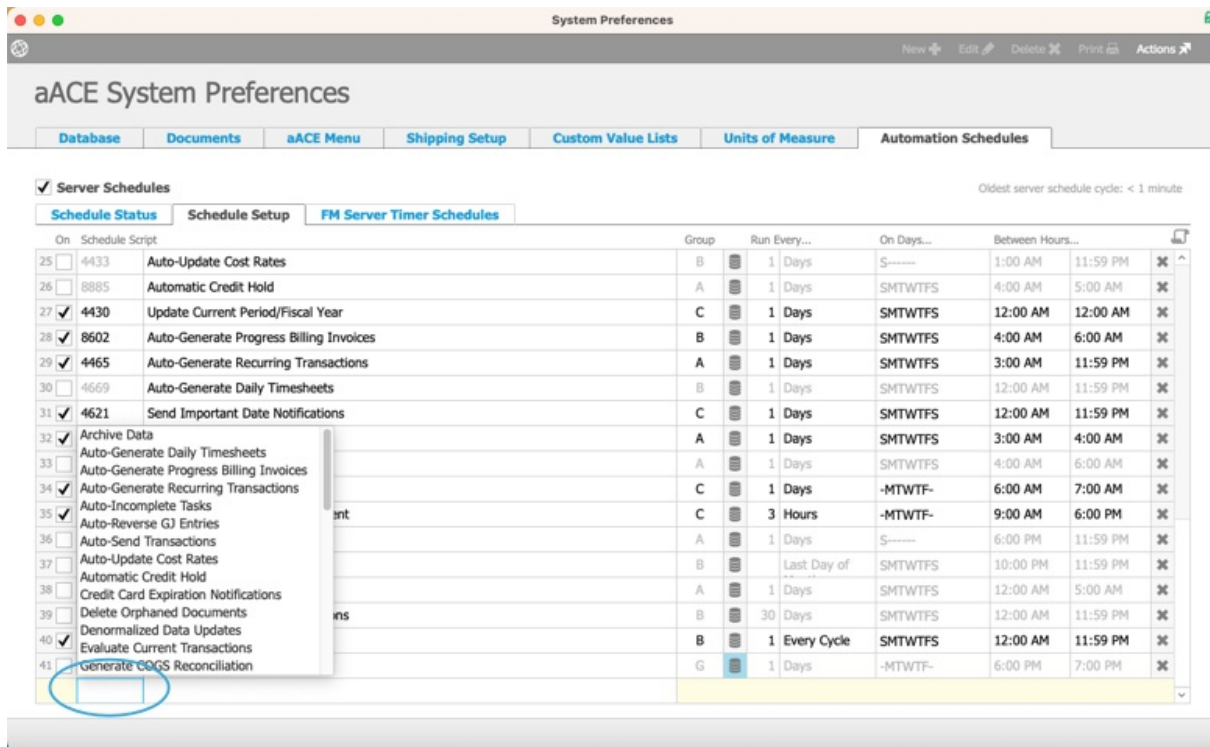 System Preferences
New Edit Delete Print Actions
aACE System Preferences
Database Documents aACE Menu Shipping Setup Custom Value Lists Units of Measure Automation Schedules
Server Schedules Oldest server schedule cycle: < 1 minute
Schedule Status Schedule Setup FM Server Timer Schedules
On Schedule Script Group Run Every... On Days... Between Hours...
25 4433 Auto-Update Cost Rates B 1 Days S------ 1:00 AM 11:59 PM
26 8885 Automatic Credit Hold A 1 Days SMTWTFS 4:00 AM 5:00 AM
27 4430 Update Current Period/Fiscal Year C 1 Days SMTWTFS 12:00 AM 12:00 AM
28 8602 Auto-Generate Progress Billing Invoices B 1 Days SMTWTFS 4:00 AM 6:00 AM
29 4465 Auto-Generate Recurring Transactions A 1 Days SMTWTFS 3:00 AM 11:59 PM
30 4669 Auto-Generate Daily Timesheets B 1 Days SMTWTFS 12:00 AM 11:59 PM
31 4621 Send Important Date Notifications C 1 Days SMTWTFS 12:00 AM 11:59 PM
32 A 1 Days SMTWTFS 3:00 AM 4:00 AM
33 A 1 Days SMTWTFS 4:00 AM 6:00 AM
34 C 1 Days -MTWTF- 6:00 AM 7:00 AM
35 ent C 3 Hours -MTWTF- 9:00 AM 6:00 PM
36 A 1 Days S------ 6:00 PM 11:59 PM
37 B Last Day of SMTWTFS 10:00 PM 11:59 PM
38 A 1 Days SMTWTFS 12:00 AM 5:00 AM
39 ons B 30 Days SMTWTFS 12:00 AM 11:59 PM
40 B 1 Every Cycle SMTWTFS 12:00 AM 11:59 PM
41 G 1 Days -MTWTF- 6:00 PM 7:00 PM
Archive Data
Auto-Generate Daily Timesheets
Auto-Generate Progress Billing Invoices
Auto-Generate Recurring Transactions
Auto-Incomplete Tasks
Auto-Reverse GJ Entries
Auto-Send Transactions
Auto-Update Cost Rates
Automatic Credit Hold
Credit Card Expiration Notifications
Delete Orphaned Documents
Denormalized Data Updates
Evaluate Current Transactions
Generate COGS Reconciliation